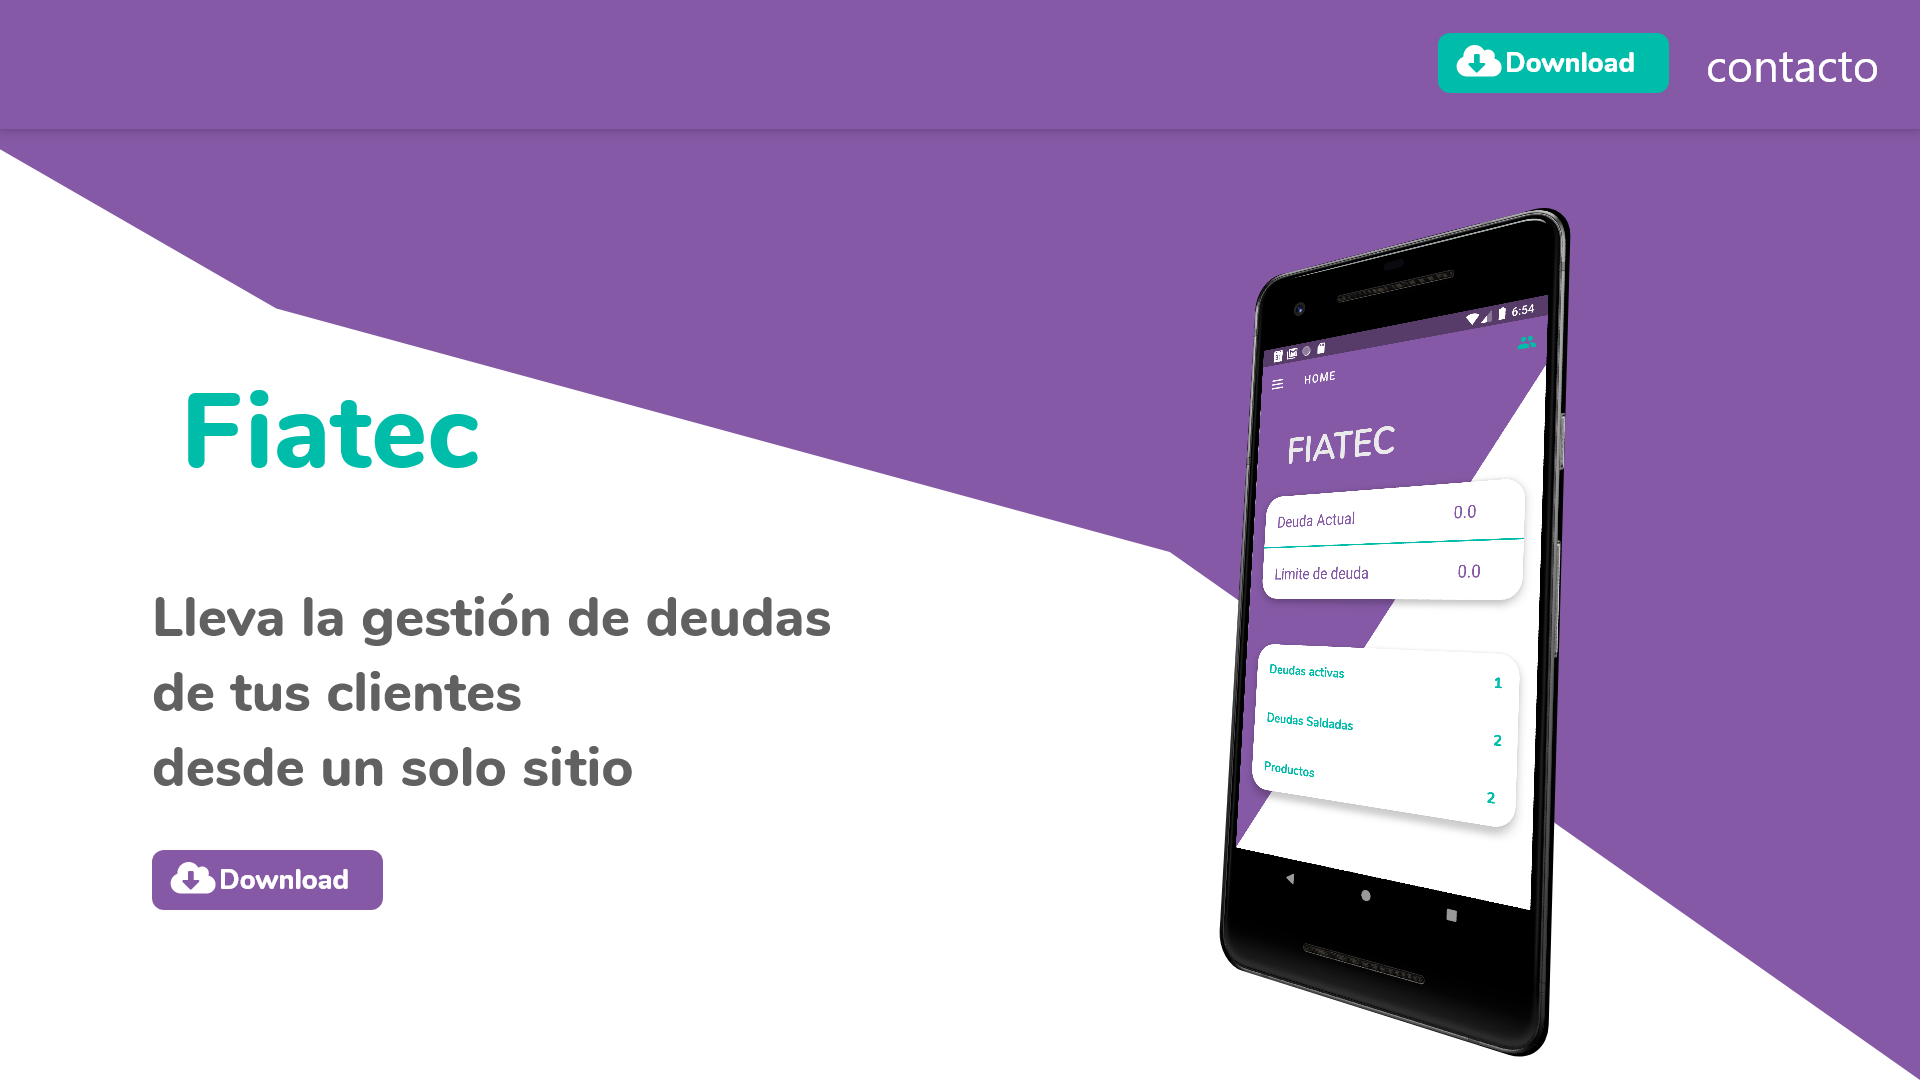 Download
contacto
Fiatec
Lleva la gestión de deudas
de tus clientes
desde un solo sitio
Download
6:54
HOME
FIATEC
Deuda Actual 0.0
Limite de deuda 0.0
Deudas activas 1
Deudas Saldadas 2
Productos 2